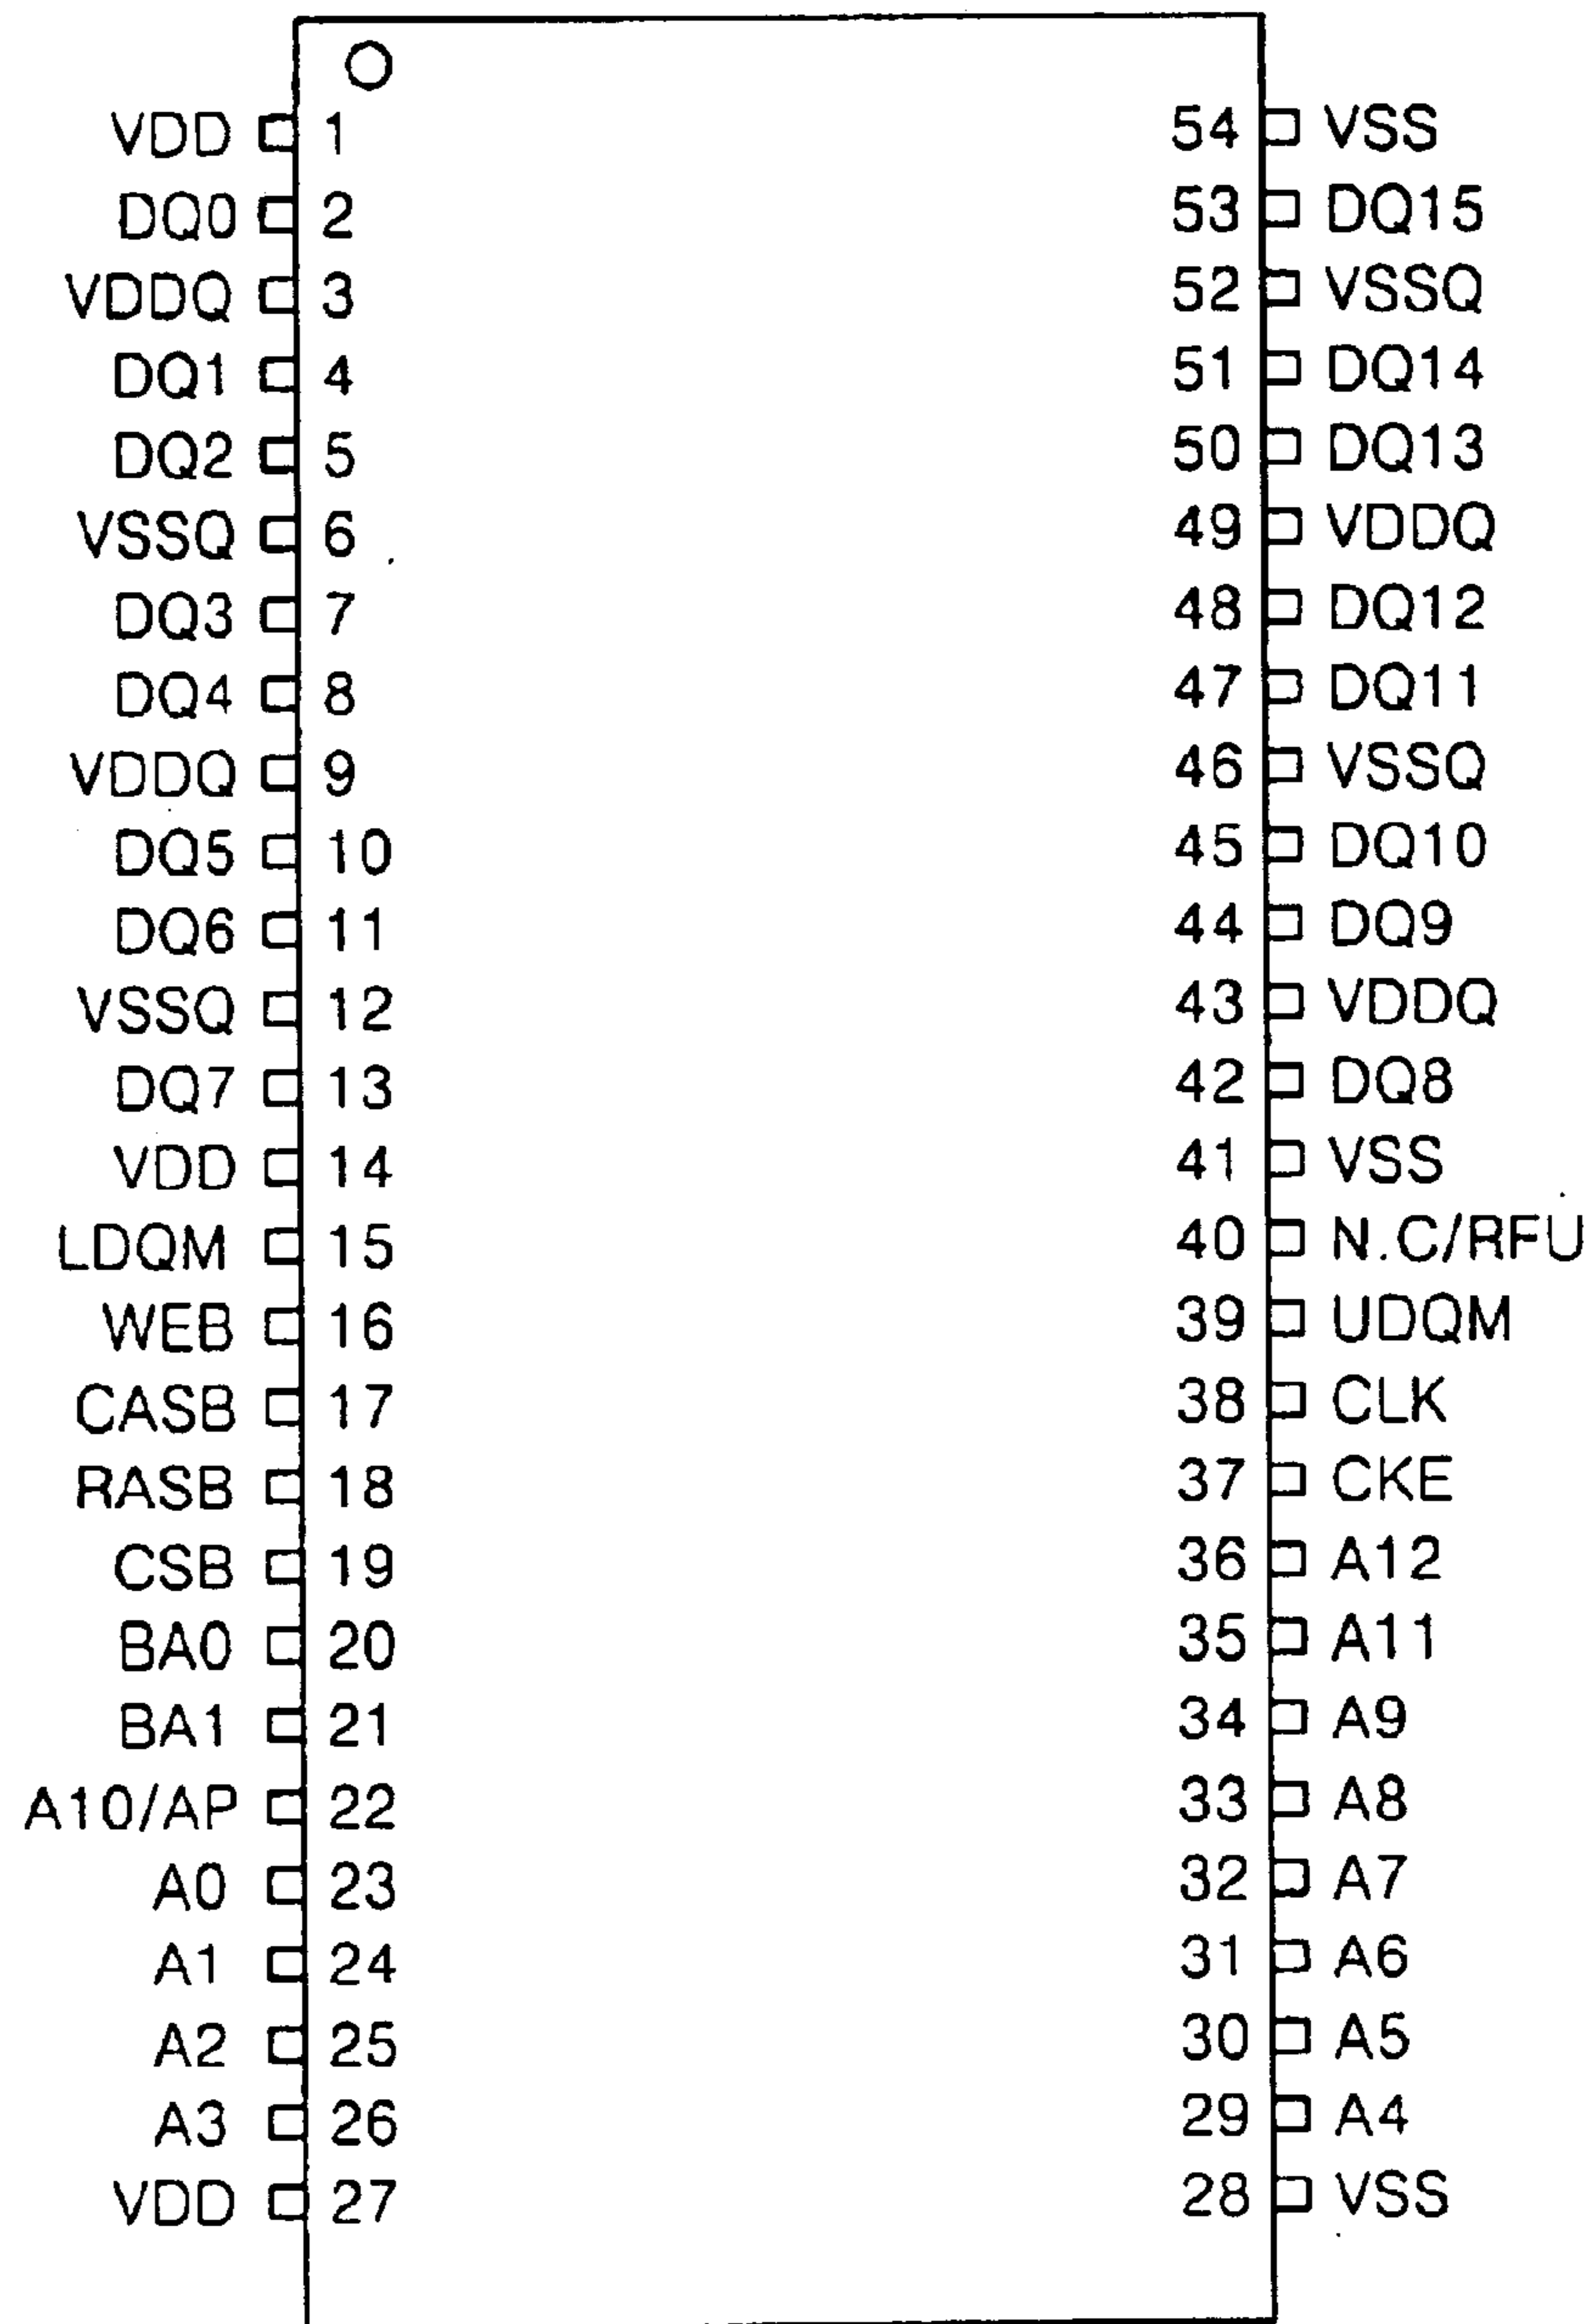 VDD 1 54 VSS
DQ0 2 53 DQ15
VDDQ 3 52 VSSQ
DQ1 4 51 DQ14
DQ2 5 50 DQ13
VSSQ 6 49 VDDQ
DQ3 7 48 DQ12
DQ4 8 47 DQ11
VDDQ 9 46 VSSQ
DQ5 10 45 DQ10
DQ6 11 44 DQ9
VSSQ 12 43 VDDQ
DQ7 13 42 DQ8
VDD 14 41 VSS
LDQM 15 40 N.C/RFU
WEB 16 39 UDQM
CASB 17 38 CLK
RASB 18 37 CKE
CSB 19 36 A12
BA0 20 35 A11
BA1 21 34 A9
A10/AP 22 33 A8
A0 23 32 A7
A1 24 31 A6
A2 25 30 A5
A3 26 29 A4
VDD 27 28 VSS